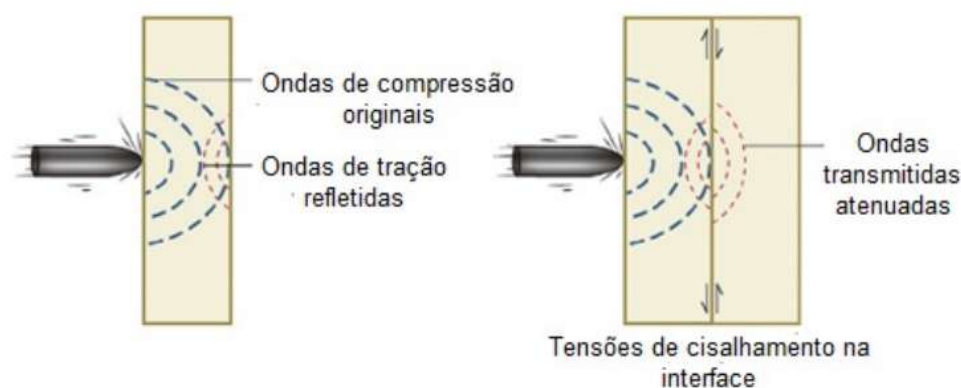 Ondas de compressão
originais
Ondas de tração
refletidas
Ondas
transmitidas
atenuadas
Tensões de cisalhamento na
interface